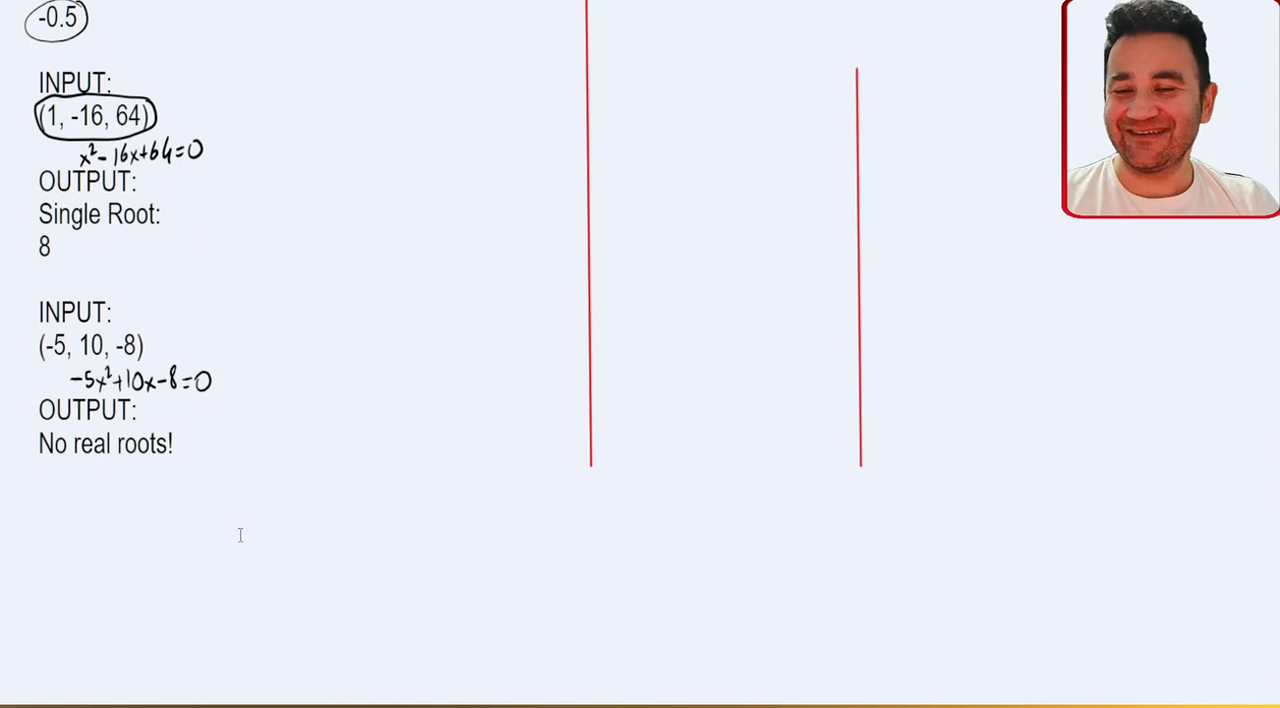 -0.5
INPUT:
(1, -16, 64)
x²-16x+64=0
OUTPUT:
Single Root:
8
INPUT:
(-5, 10, -8)
-5x²+10x-8=0
OUTPUT:
No real roots!